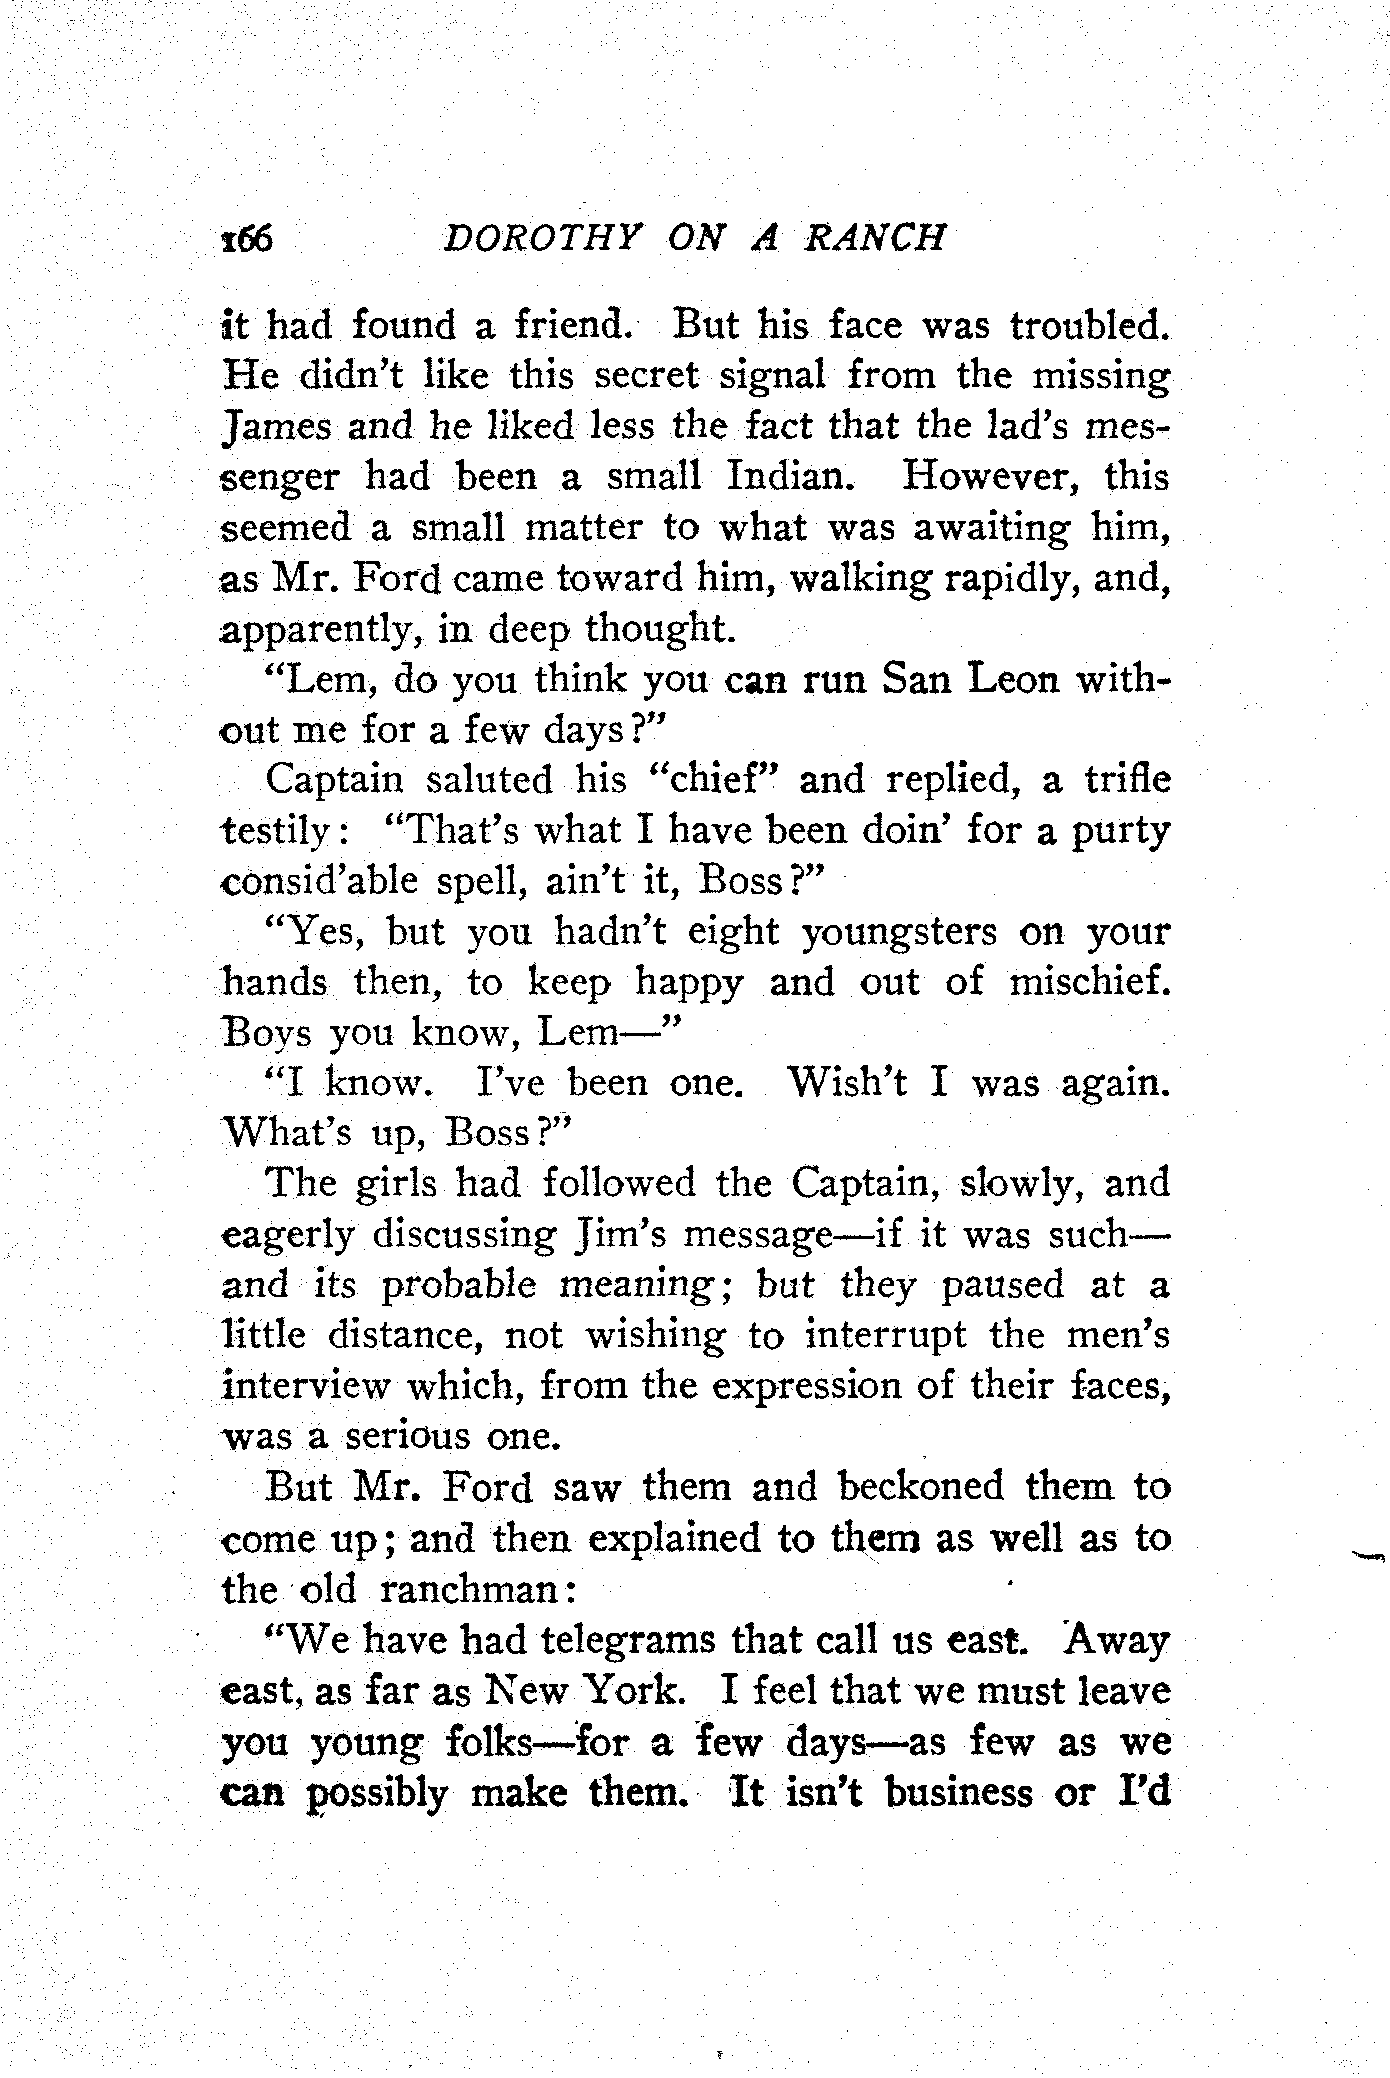 166 DOROTHY ON A RANCH
it had found a friend. But his face was troubled.
He didn't like this secret signal from the missing
James and he liked less the fact that the lad's mes-
senger had been a small Indian. However, this
seemed a small matter to what was awaiting him,
as Mr. Ford came toward him, walking rapidly, and,
apparently, in deep thought.
“Lem, do you think you can run San Leon with-
out me for a few days?”
Captain saluted his “chief” and replied, a trifle
testily: “That's what I have been doin' for a purty
consid'able spell, ain't it, Boss?”
“Yes, but you hadn't eight youngsters on your
hands then, to keep happy and out of mischief.
Boys you know, Lem—”
“I know. I've been one. Wish't I was again.
What's up, Boss?”
The girls had followed the Captain, slowly, and
eagerly discussing Jim's message—if it was such—
and its probable meaning; but they paused at a
little distance, not wishing to interrupt the men's
interview which, from the expression of their faces,
was a serious one.
But Mr. Ford saw them and beckoned them to
come up; and then explained to them as well as to
the old ranchman:
“We have had telegrams that call us east. Away
east, as far as New York. I feel that we must leave
you young folks—for a few days—as few as we
can possibly make them. It isn't business or I'd